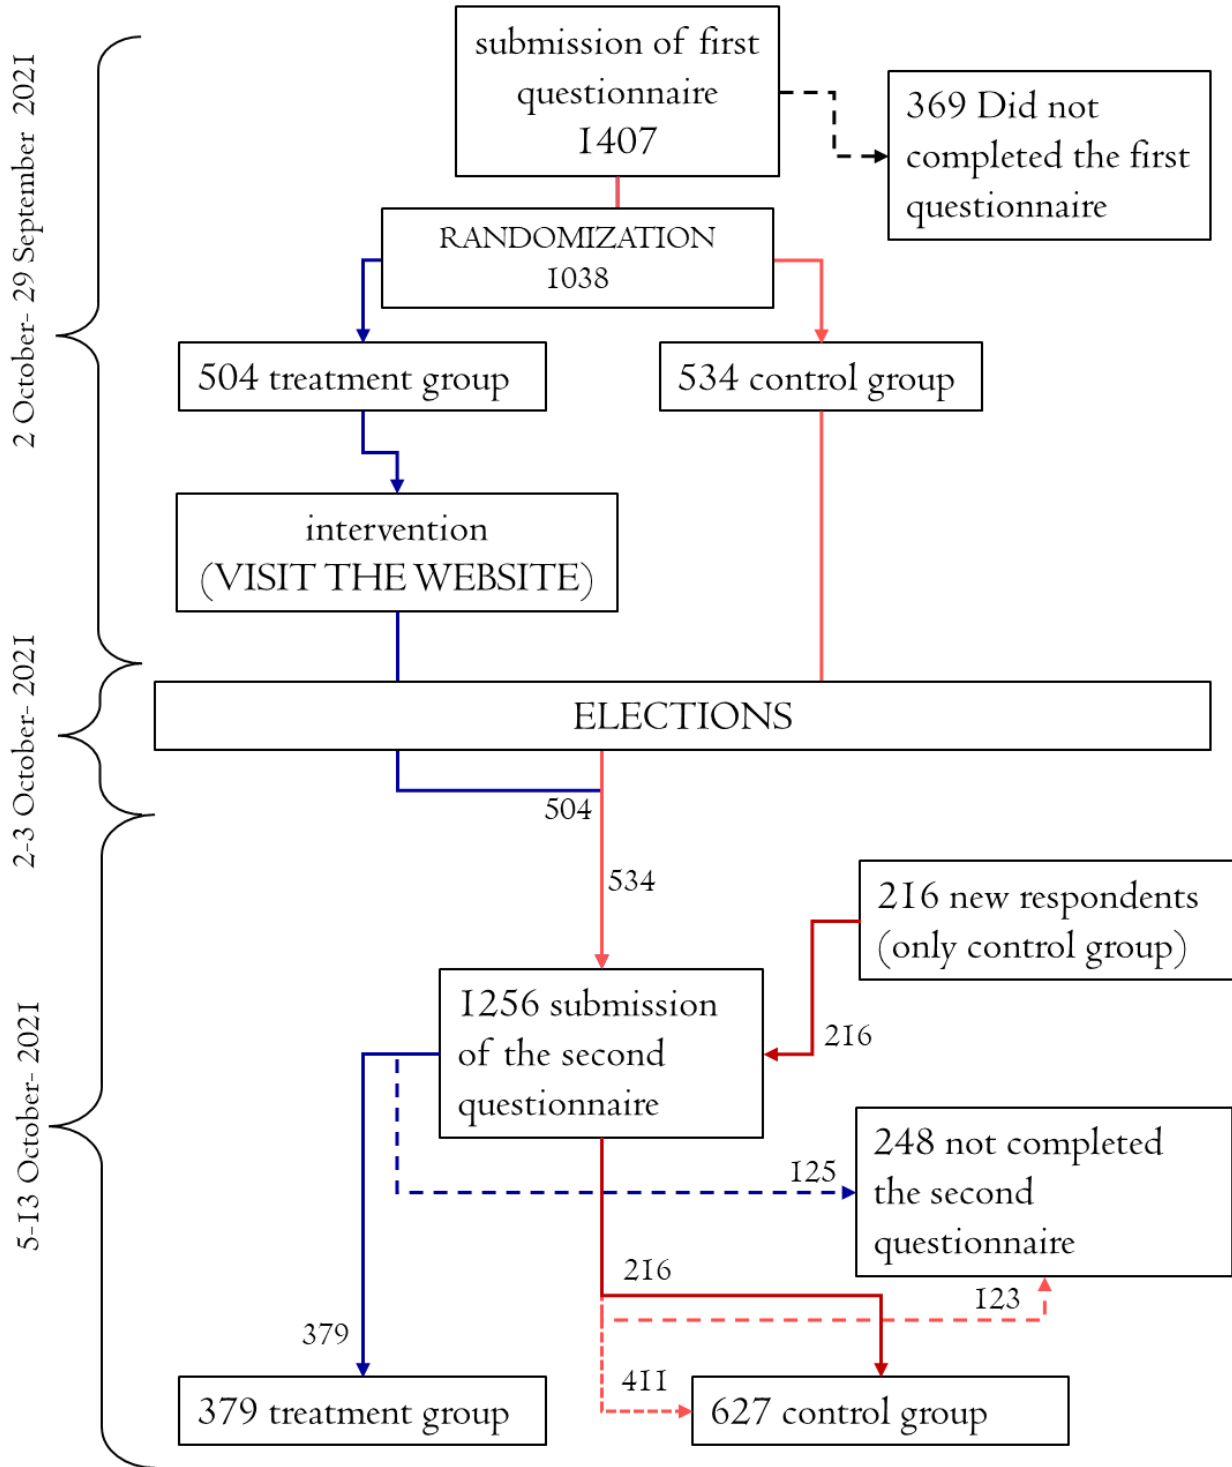 submission of first
questionnaire
1407
369 Did not
completed the first
questionnaire
RANDOMIZATION
1038
504 treatment group
534 control group
intervention
(VISIT THE WEBSITE)
2 October- 29 September 2021
ELECTIONS
2-3 October- 2021
504
534
216 new respondents
(only control group)
216
1256 submission
of the second
questionnaire
248 not completed
the second
questionnaire
125
216
123
379
411
379 treatment group
627 control group
5-13 October- 2021